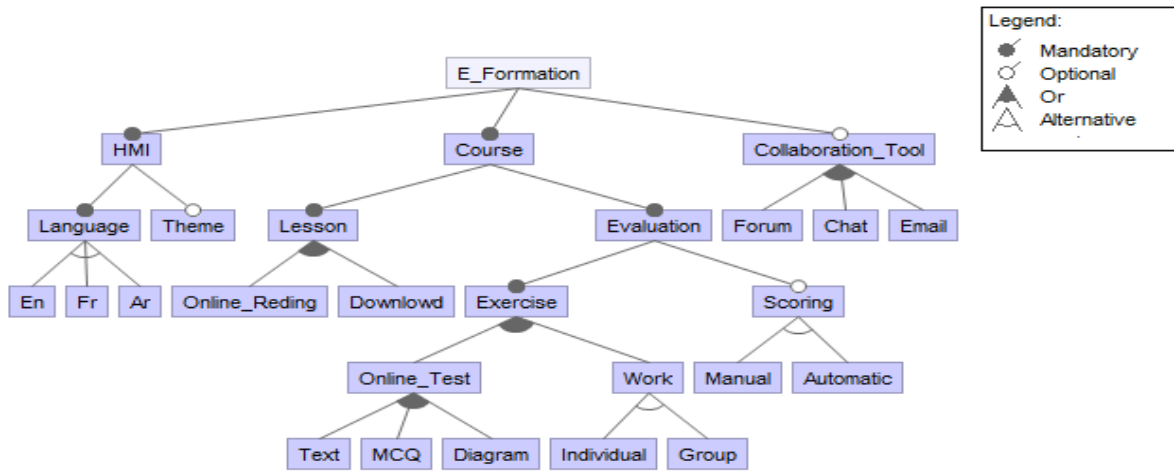 Legend:
Mandatory
Optional
Or
Alternative
E_Forrmation
HMI
Course
Collaboration_Tool
Language
Theme
Lesson
Evaluation
Forum
Chat
Email
En
Fr
Ar
Online_Reding
Downlowd
Exercise
Scoring
Online_Test
Work
Manual
Automatic
Text
MCQ
Diagram
Individual
Group